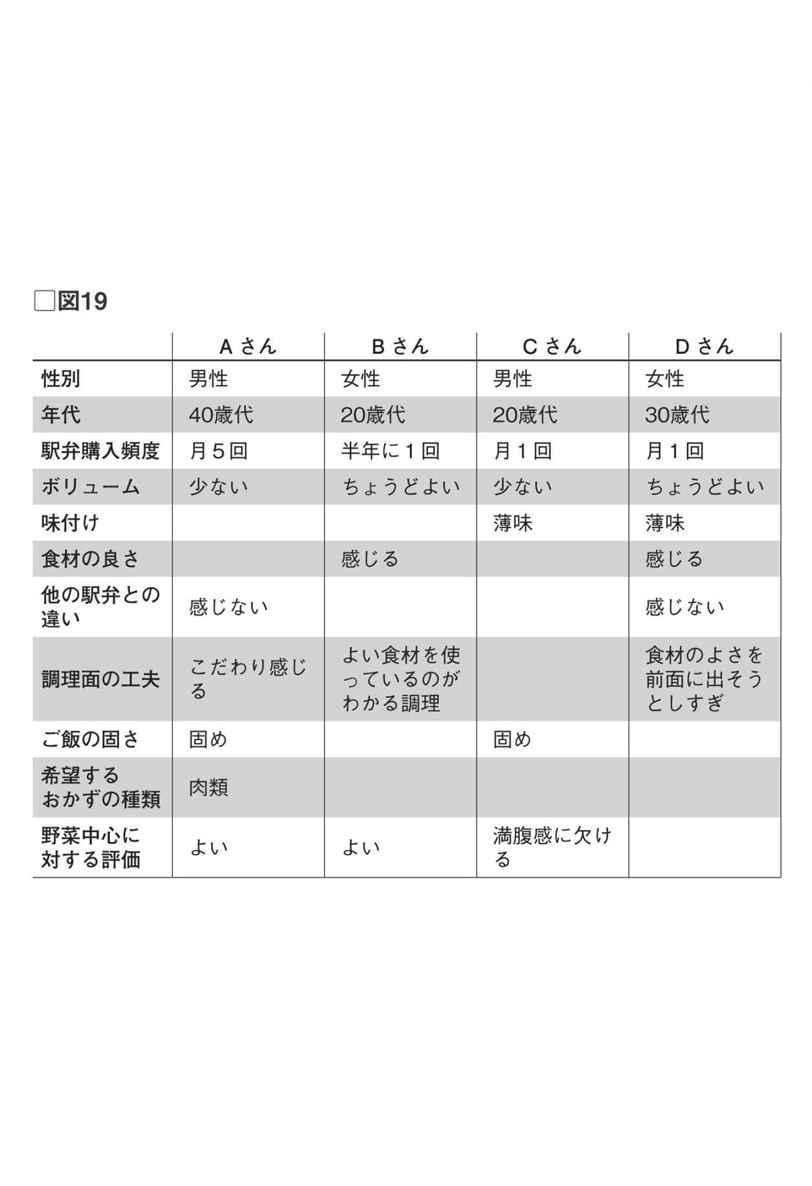 □図19
Aさん Bさん Cさん Dさん
性別 男性 女性 男性 女性
年代 40歳代 20歳代 20歳代 30歳代
駅弁購入頻度 月5回 半年に1回 月1回 月1回
ボリューム 少ない ちょうどよい 少ない ちょうどよい
味付け 薄味 薄味
食材の良さ 感じる 感じる
他の駅弁との
違い 感じない 感じない
調理面の工夫 こだわり感じ
る
よい食材を使
っているのが
わかる調理
食材のよさを
前面に出そう
としすぎ
ご飯の固さ 固め 固め
希望する
おかずの種類 肉類
野菜中心に
対する評価 よい よい 満腹感に欠け
る